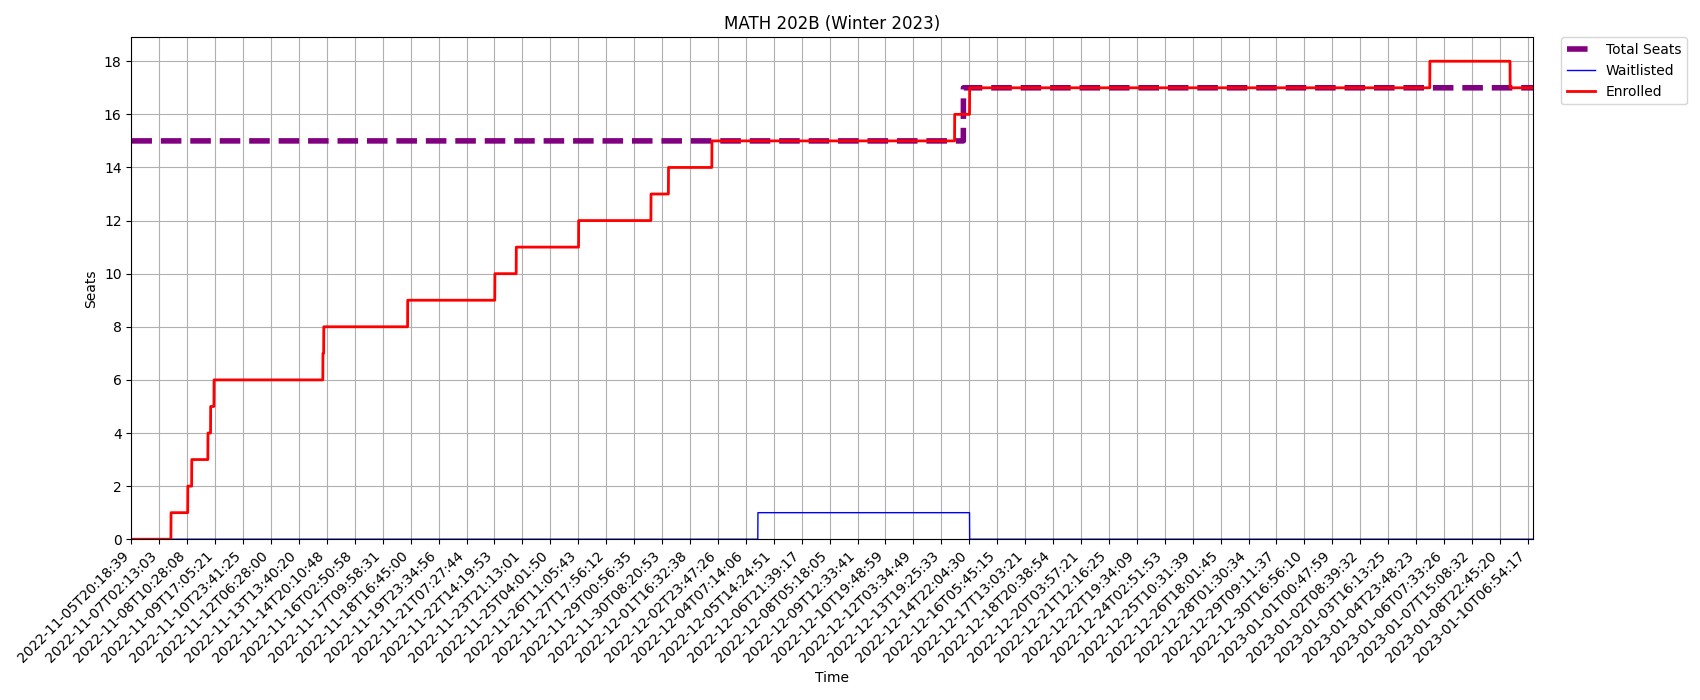 MATH 202B (Winter 2023)
Total Seats
Waitlisted
Enrolled
Seats
18
16
14
12
10
8
6
4
2
0
2022-11-05T20:18:39
2022-11-07T02:13:03
2022-11-08T10:28:08
2022-11-09T17:05:21
2022-11-10T23:41:25
2022-11-12T06:28:00
2022-11-13T13:40:20
2022-11-14T20:10:48
2022-11-16T02:50:58
2022-11-17T09:58:31
2022-11-18T16:45:00
2022-11-19T23:34:56
2022-11-21T07:27:44
2022-11-22T14:19:53
2022-11-23T21:13:01
2022-11-25T04:01:50
2022-11-26T11:05:43
2022-11-27T17:56:12
2022-11-29T00:56:35
2022-11-30T08:20:53
2022-12-01T16:32:38
2022-12-02T23:47:26
2022-12-04T07:14:06
2022-12-05T14:24:51
2022-12-06T21:39:17
2022-12-08T05:18:05
2022-12-09T12:33:41
2022-12-10T19:48:59
2022-12-12T03:34:49
2022-12-13T19:25:33
2022-12-14T22:04:30
2022-12-16T05:45:15
2022-12-17T13:03:21
2022-12-18T20:38:54
2022-12-20T03:57:21
2022-12-21T12:16:25
2022-12-22T19:34:09
2022-12-24T02:51:53
2022-12-25T10:31:39
2022-12-26T18:01:45
2022-12-28T01:30:34
2022-12-29T09:11:37
2022-12-30T16:56:10
2023-01-01T00:47:59
2023-01-02T08:39:32
2023-01-03T16:13:25
2023-01-04T23:48:23
2023-01-06T07:33:26
2023-01-07T15:08:32
2023-01-08T22:45:20
2023-01-10T06:54:17
Time